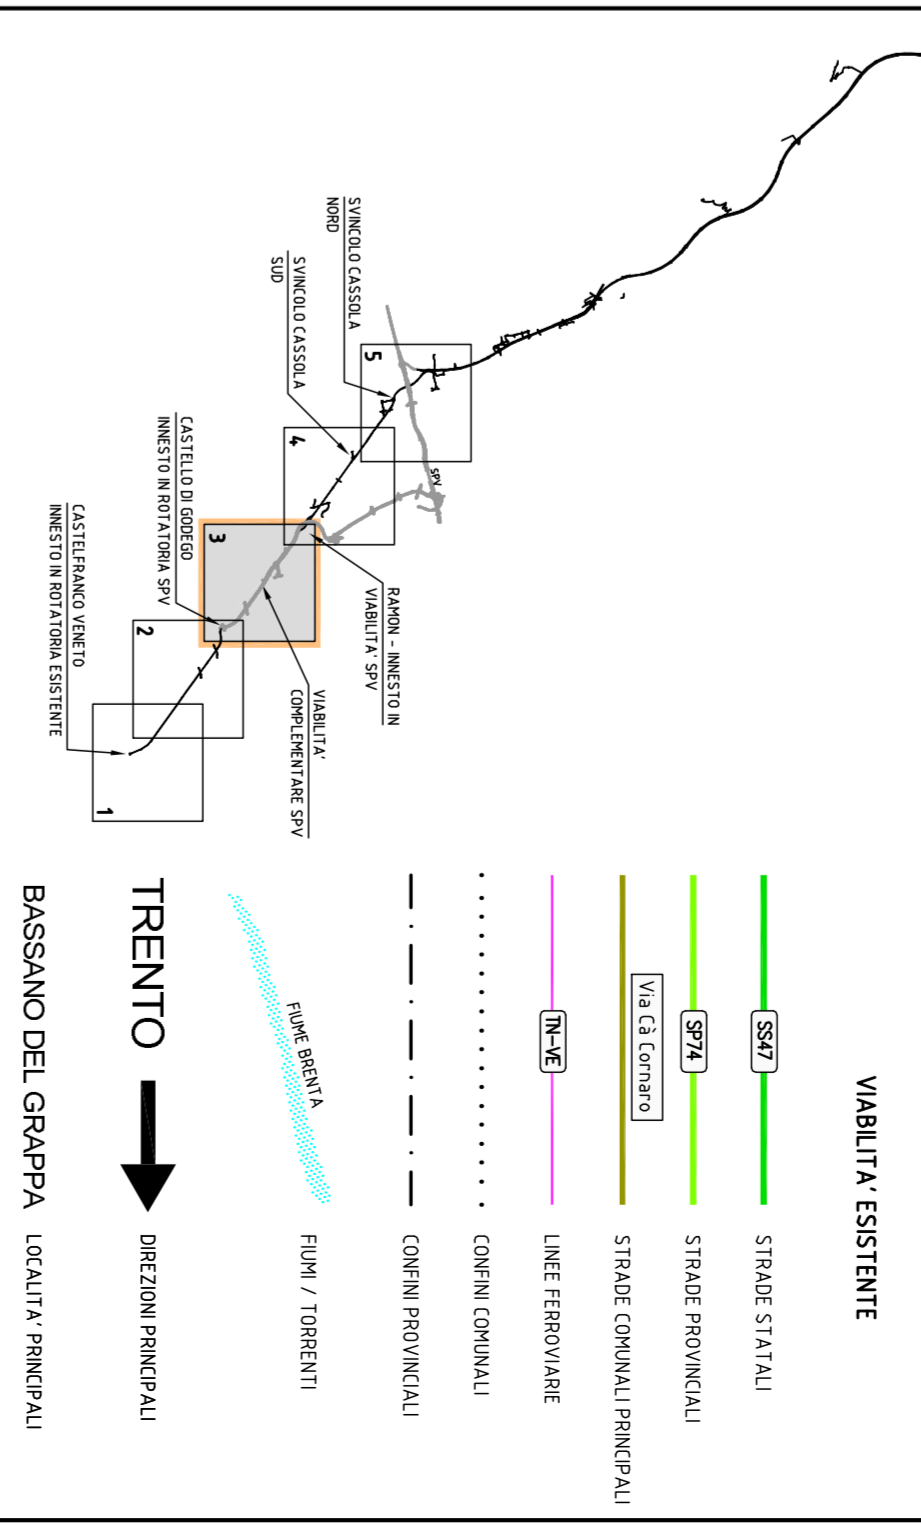 SVINCOLO CASSOLA
NORD
SVINCOLO CASSOLA
SUD
CASTELLO DI GODEGO
INNESTO IN ROTATORIA SPV
CASTELFRANCO VENETO
INNESTO IN ROTATORIA ESISTENTE
RAMON - INNESTO IN
VIABILITA' SPV
VIABILITA'
COMPLEMENTARE SPV
SPV
5
4
3
2
1
VIABILITA' ESISTENTE
SS47
STRADE STATALI
SP74
STRADE PROVINCIALI
Via Cà Cornaro
STRADE COMUNALI PRINCIPALI
TN-VE
LINEE FERROVIARIE
CONFINI COMUNALI
CONFINI PROVINCIALI
FIUME BRENTA
FIUMI / TORRENTI
TRENTO
DIREZIONI PRINCIPALI
BASSANO DEL GRAPPA
LOCALITA' PRINCIPALI